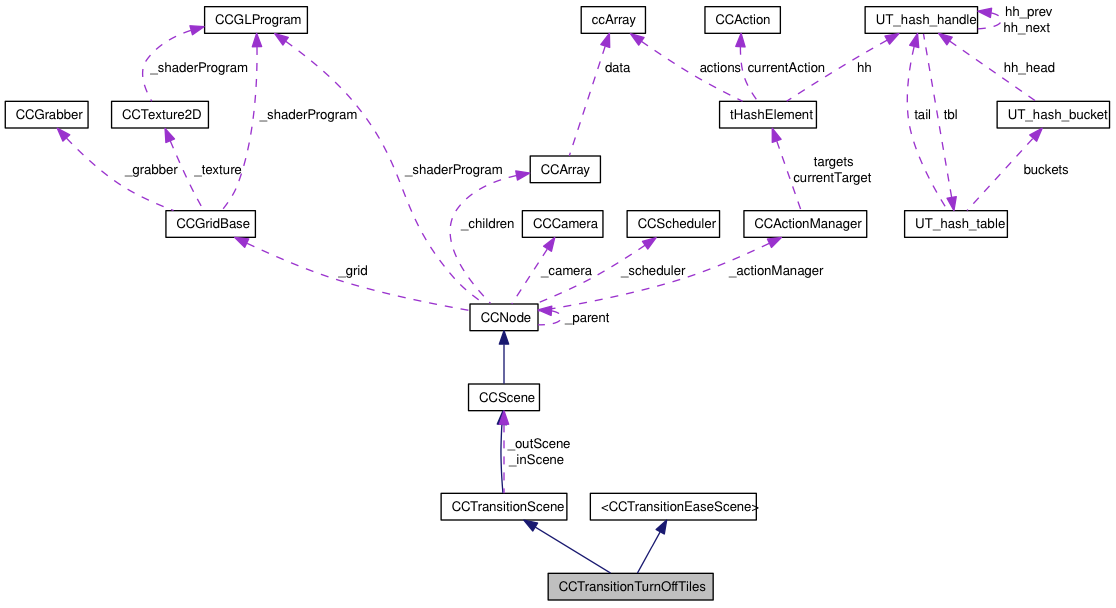 CCGLProgram
ccArray
CCAction
UT_hash_handle
hh_prev
hh_next
_shaderProgram
data
actions
currentAction
hh
hh_head
CCGrabber
CCTexture2D
_shaderProgram
tHashElement
tail
tbl
UT_hash_bucket
_grabber
_texture
_shaderProgram
CCArray
targets
currentTarget
buckets
CCGridBase
_children
CCCamera
CCScheduler
CCActionManager
UT_hash_table
_grid
_camera
_scheduler
_actionManager
CCNode
_parent
CCScene
_outScene
_inScene
CCTransitionScene
<CCTransitionEaseScene>
CCTransitionTurnOffTiles